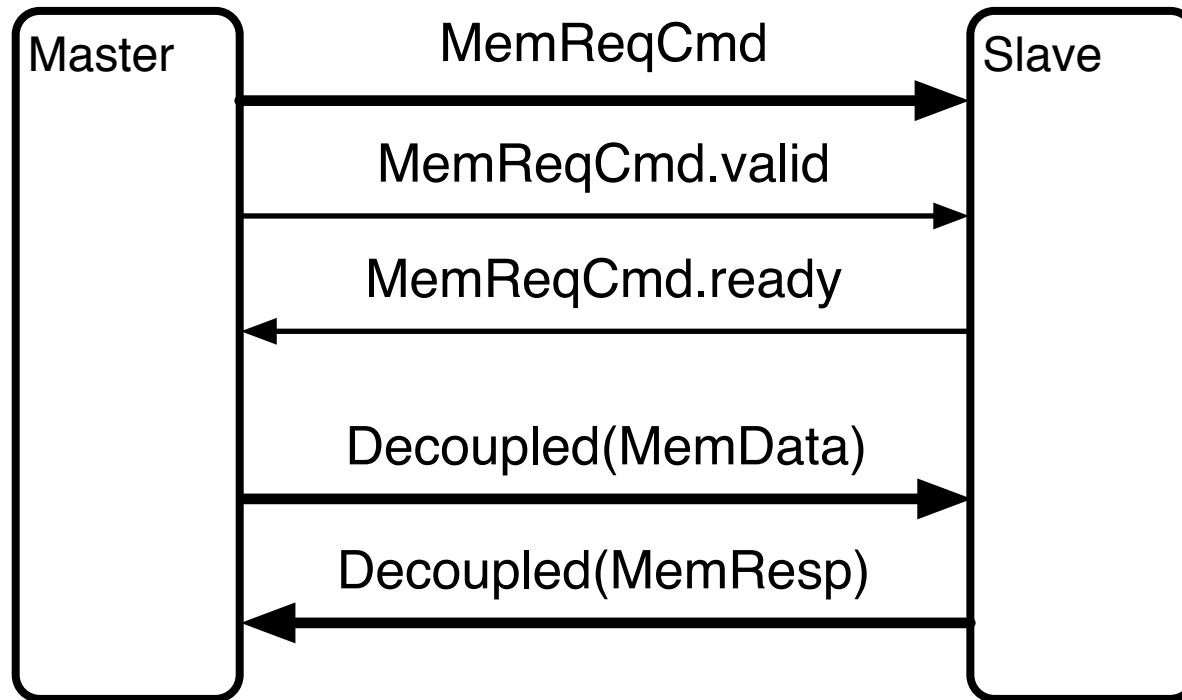 Master
MemReqCmd
Slave
MemReqCmd.valid
MemReqCmd.ready
Decoupled(MemData)
Decoupled(MemResp)